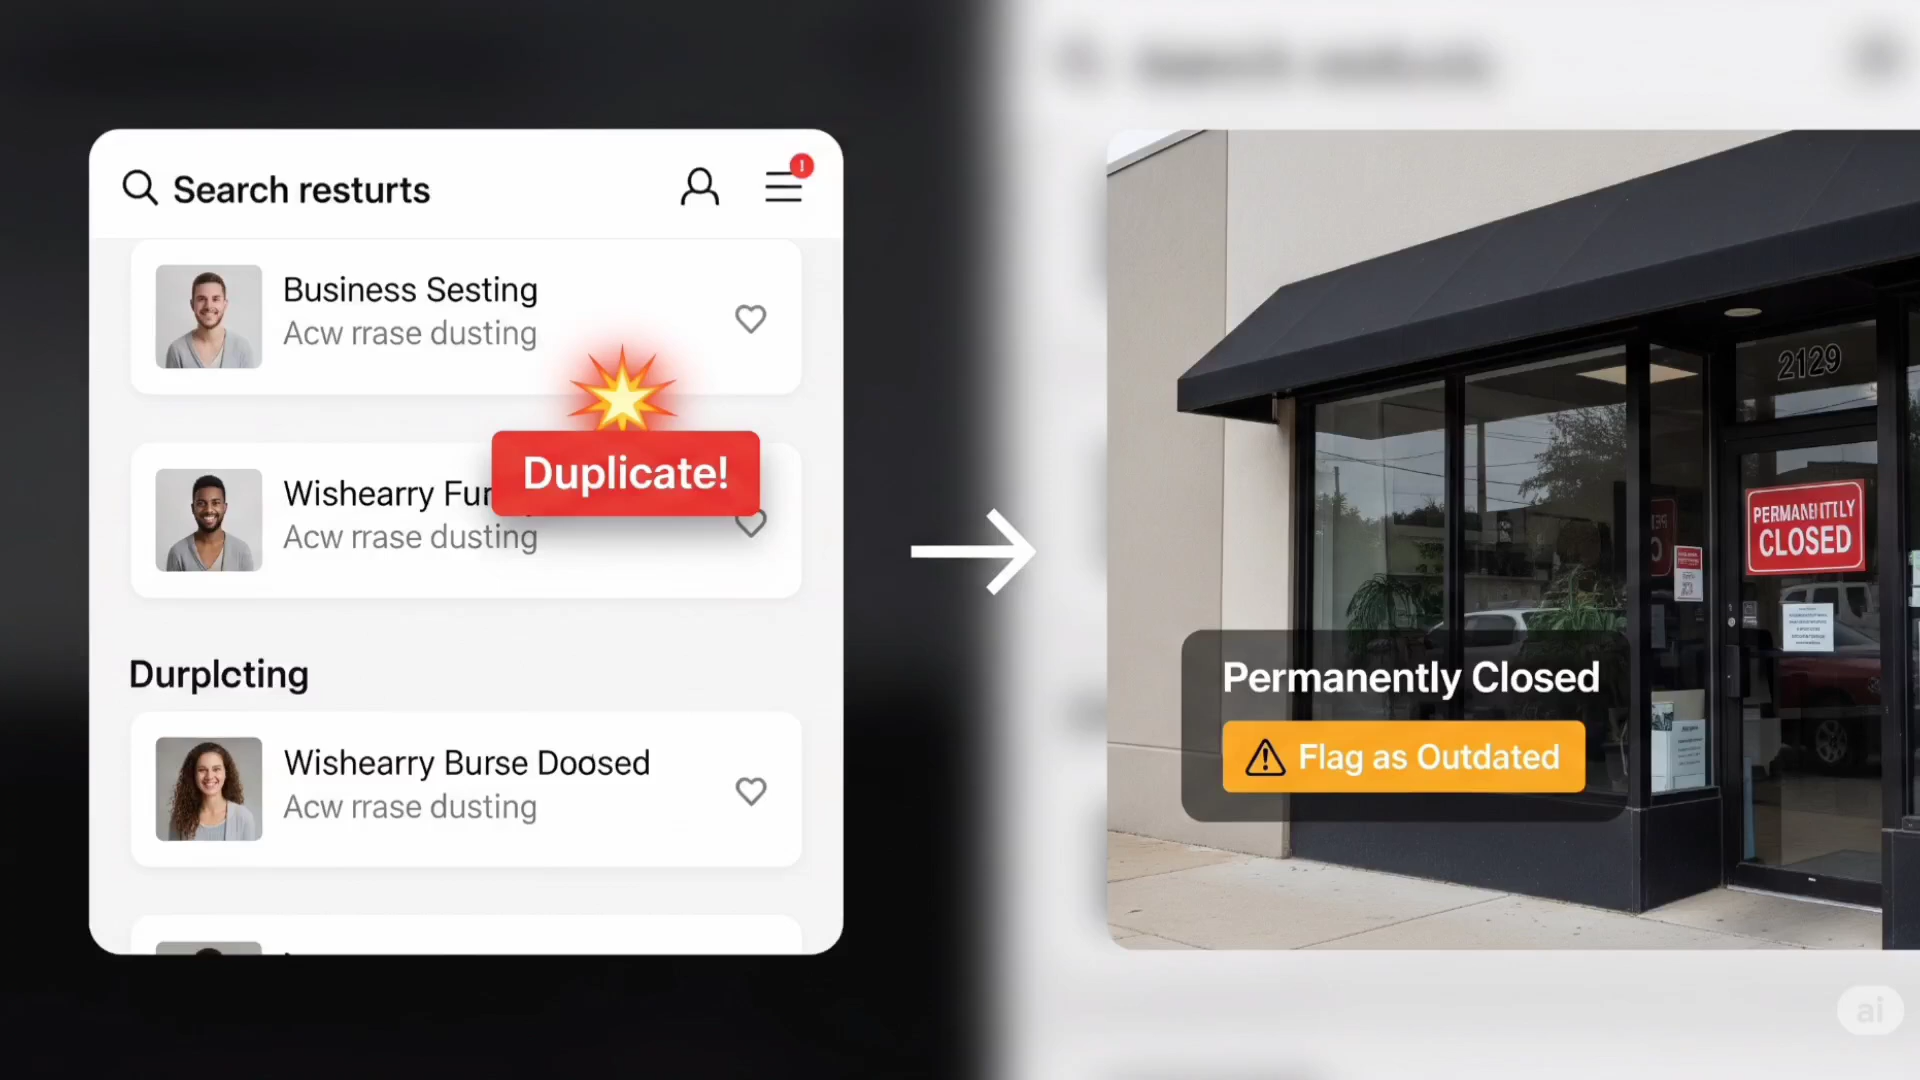 Search resturts
Business Sesting
Acw rrase dusting
Duplicate!
Wishearry Fur
Acw rrase dusting
Durplcting
Wishearry Burse Doosed
Acw rrase dusting
2129
PERMANENTLY
CLOSED
Permanently Closed
Flag as Outdated
ai